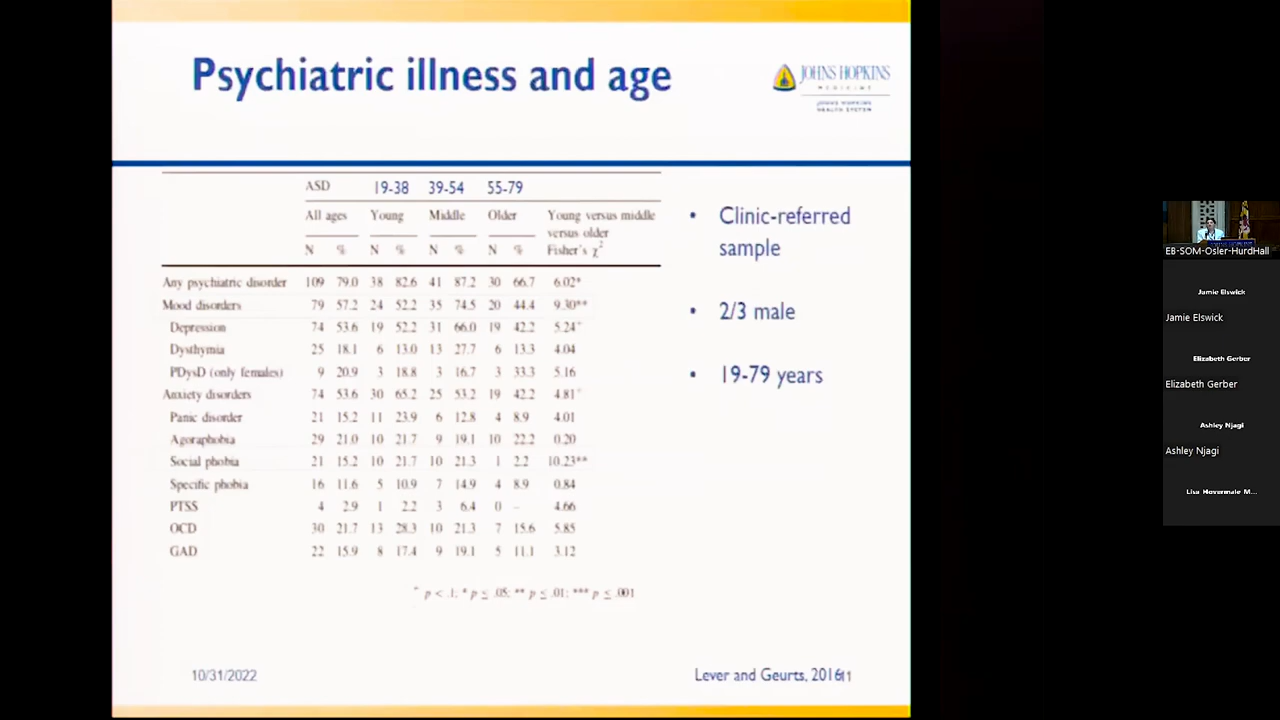 Psychiatric illness and age
JOHNS HOPKINS
MEDICINE
JOHNS HOPKINS
HEALTH SYSTEM
ASD 19-38 39-54 55-79
All ages Young Middle Older Young versus middle
versus older
N % N % N % N % Fisher's χ²
Any psychiatric disorder 109 79.0 38 82.6 41 87.2 30 66.7 6.02*
Mood disorders 79 57.2 24 52.2 35 74.5 20 44.4 9.30**
Depression 74 53.6 19 52.2 31 66.0 19 42.2 5.24^
Dysthymia 25 18.1 6 13.0 13 27.7 6 13.3 4.04
PDysD (only females) 9 20.9 3 18.8 3 16.7 3 33.3 5.16
Anxiety disorders 74 53.6 30 65.2 25 53.2 19 42.2 4.81^
Panic disorder 21 15.2 11 23.9 6 12.8 4 8.9 4.01
Agoraphobia 29 21.0 10 21.7 9 19.1 10 22.2 0.20
Social phobia 21 15.2 10 21.7 10 21.3 1 2.2 10.23**
Specific phobia 16 11.6 5 10.9 7 14.9 4 8.9 0.84
PTSS 4 2.9 1 2.2 3 6.4 0 – 4.66
OCD 30 21.7 13 28.3 10 21.3 7 15.6 5.85
GAD 22 15.9 8 17.4 9 19.1 5 11.1 3.12
^ p < .1; * p ≤ .05; ** p ≤ .01; *** p ≤ .001
• Clinic-referred
sample
• 2/3 male
• 19-79 years
10/31/2022
Lever and Geurts, 2016
11
EB-SOM-Osler-HurdHall
Jamie Elswick
Jamie Elswick
Elizabeth Gerber
Elizabeth Gerber
Ashley Njagi
Ashley Njagi
Lisa Hovermale M...